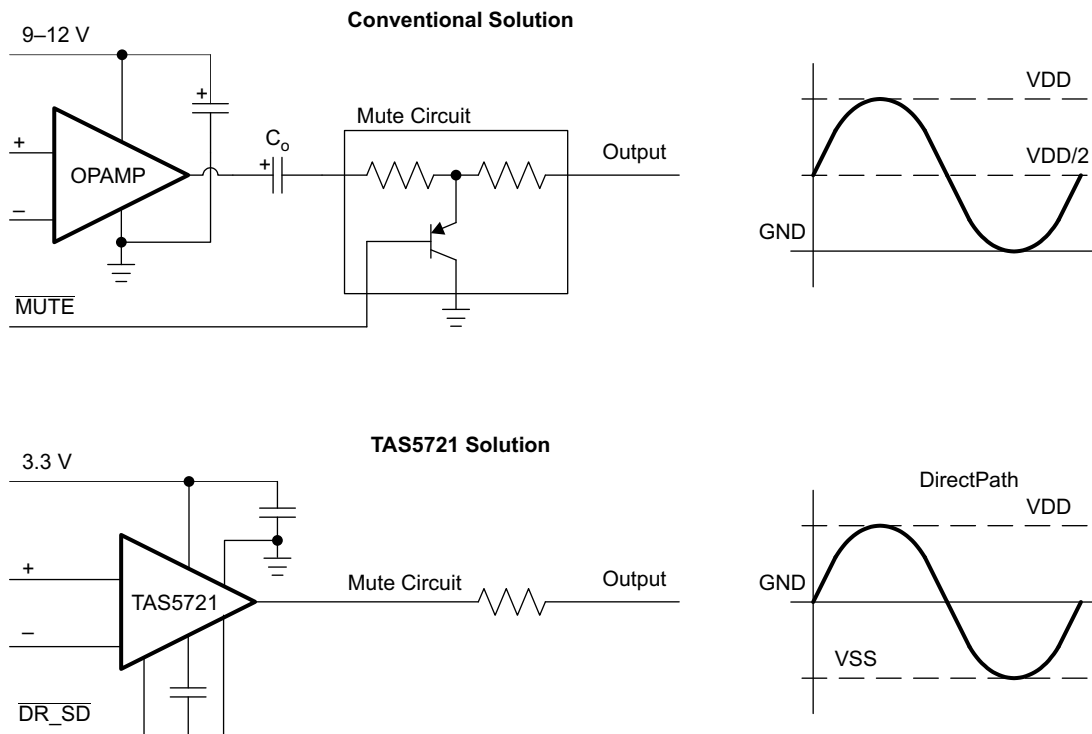 Conventional Solution
9–12 V
+
+
–
OPAMP
+
Co
Mute Circuit
Output
MUTE
VDD
VDD/2
GND
TAS5721 Solution
3.3 V
+
–
TAS5721
Mute Circuit
Output
DR_SD
DirectPath
VDD
GND
VSS